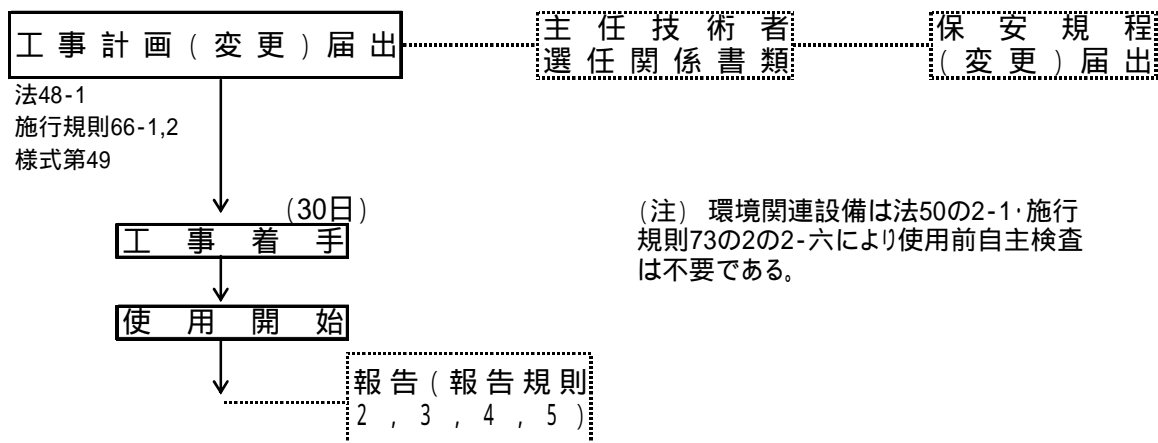 工事計画(変更)届出
主任技術者
選任関係書類
保安規程
(変更)届出
法48-1
施行規則66-1,2
様式第49
(30日)
工事着手
(注) 環境関連設備は法50の2-1・施行
規則73の2の2-六により使用前自主検査
は不要である。
使用開始
報告(報告規則
2,3,4,5)